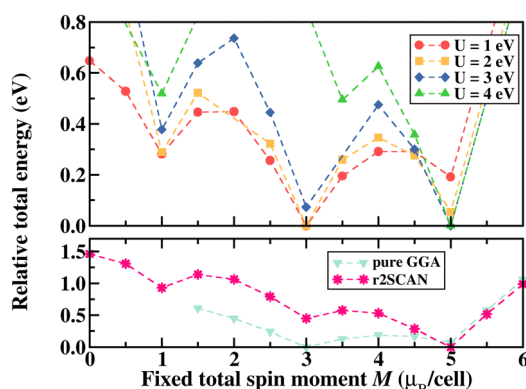 0.8
0.6
0.4
0.2
0.0
Relative total energy (eV)
U = 1 eV
U = 2 eV
U = 3 eV
U = 4 eV
1.5
1.0
0.5
0.0
pure GGA
r2SCAN
0 1 2 3 4 5 6
Fixed total spin moment M (μ_B/cell)